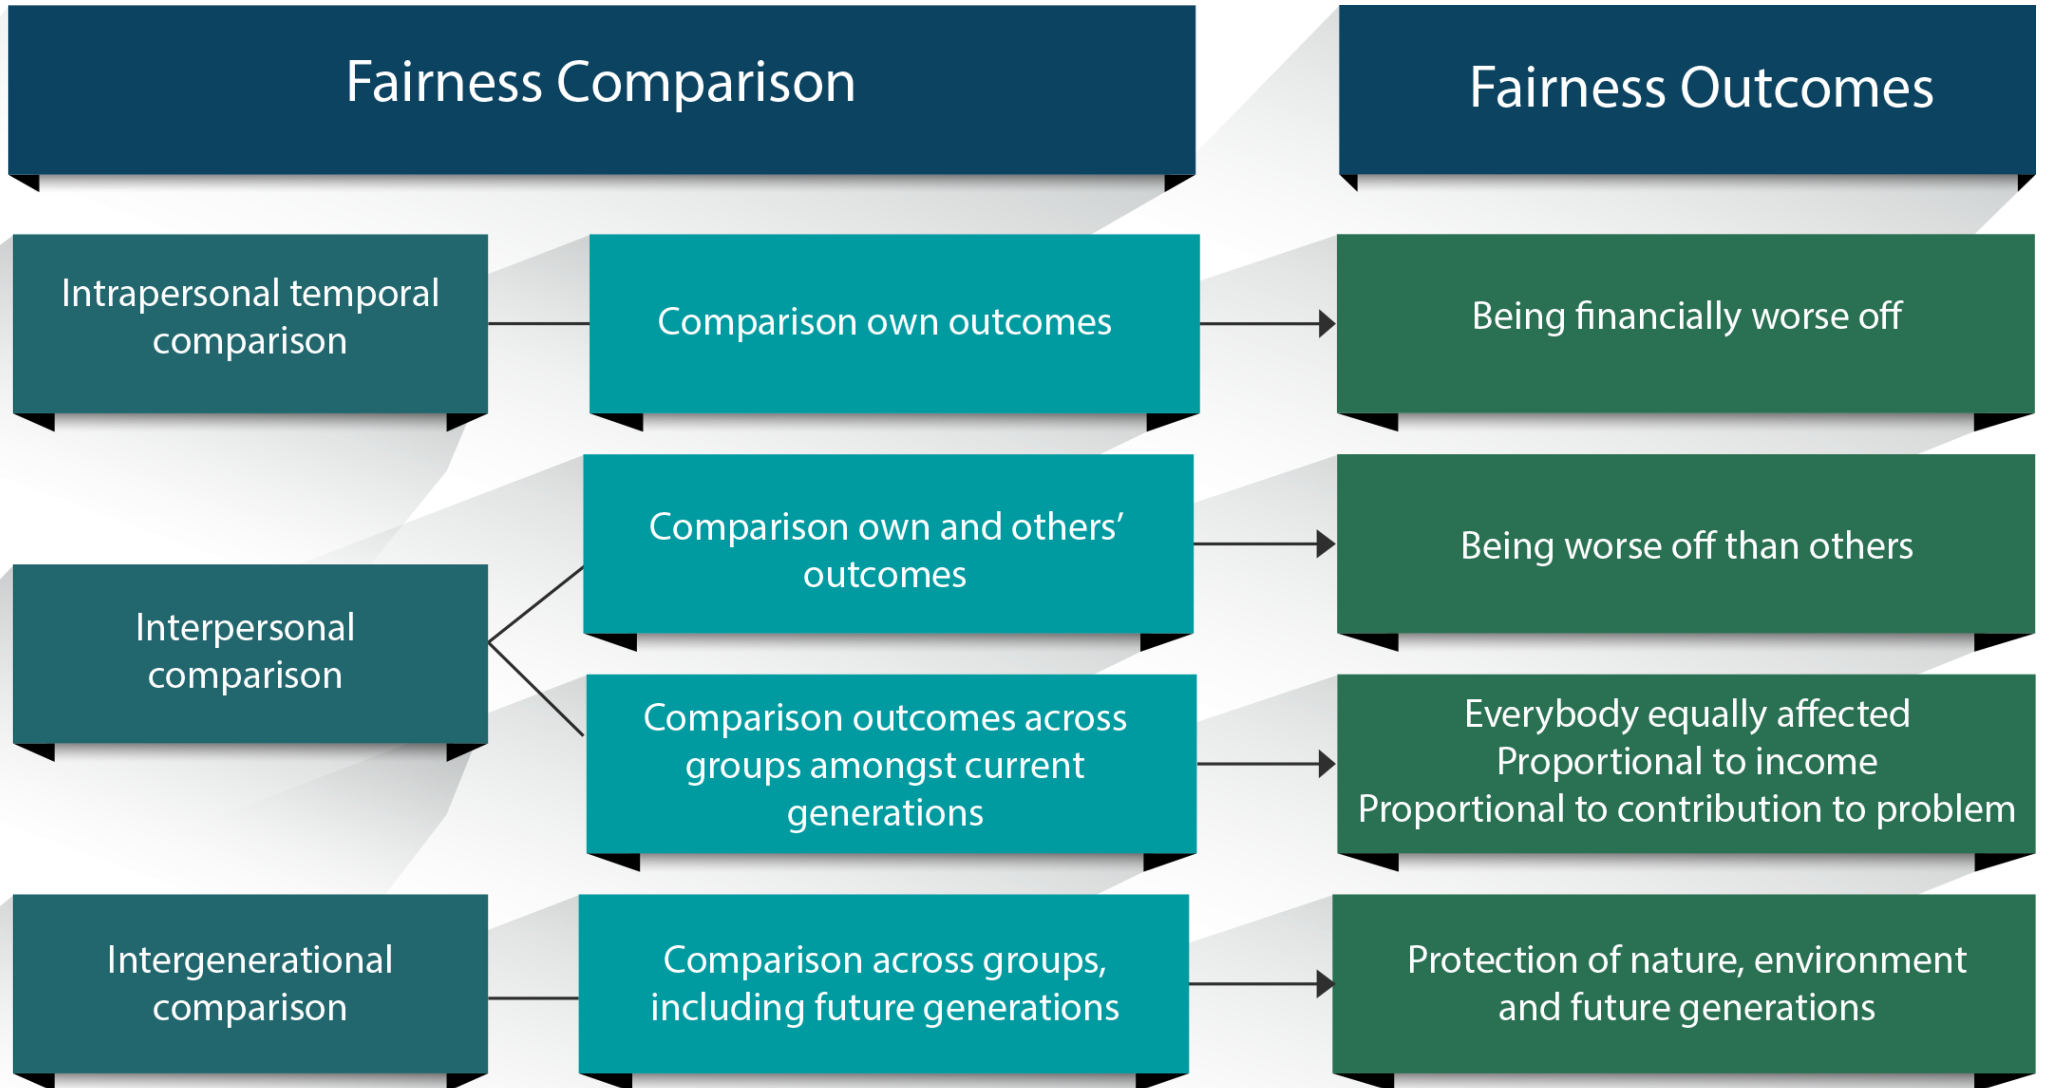 Fairness Comparison
Fairness Outcomes
Intrapersonal temporal
comparison
Comparison own outcomes
Being financially worse off
Interpersonal
comparison
Comparison own and others’
outcomes
Being worse off than others
Comparison outcomes across
groups amongst current
generations
Everybody equally affected
Proportional to income
Proportional to contribution to problem
Intergenerational
comparison
Comparison across groups,
including future generations
Protection of nature, environment
and future generations